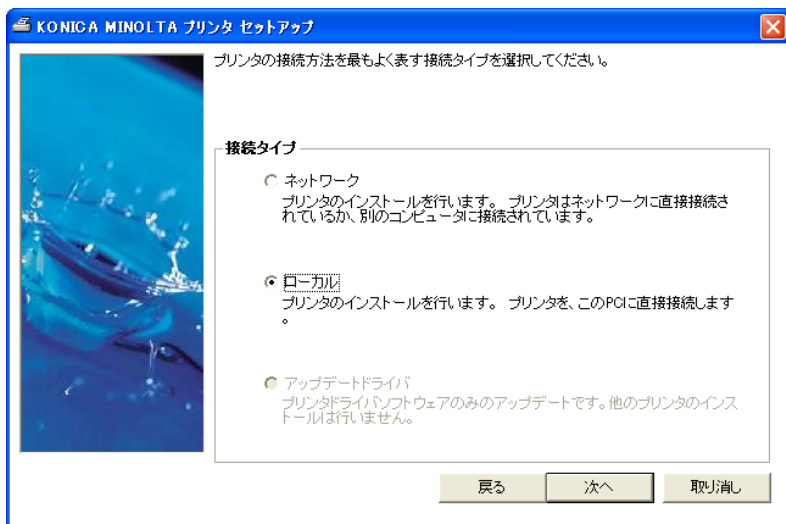 KONICA MINOLTA プリンタ セットアップ
プリンタの接続方法を最もよく表す接続タイプを選択してください。
接続タイプ
ネットワーク
プリンタのインストールを行います。 プリンタはネットワークに直接接続さ
れているか、別のコンピュータに接続されています。
ローカル
プリンタのインストールを行います。 プリンタを、このPCに直接接続します
。
アップデートドライバ
プリンタドライバソフトウェアのみのアップデートです。他のプリンタのインス
トールは行いません。
戻る
次へ
取り消し